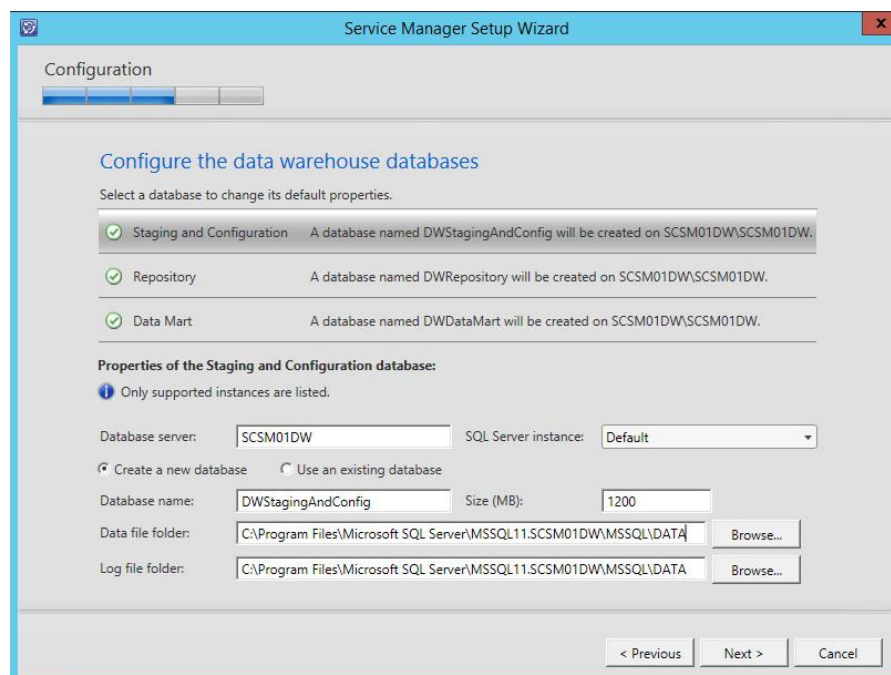 Service Manager Setup Wizard
x
Configuration
Configure the data warehouse databases
Select a database to change its default properties.
Staging and Configuration A database named DWStagingAndConfig will be created on SCSM01DW\SCSM01DW.
Repository A database named DWRepository will be created on SCSM01DW\SCSM01DW.
Data Mart A database named DWDataMart will be created on SCSM01DW\SCSM01DW.
Properties of the Staging and Configuration database:
Only supported instances are listed.
Database server: SCSM01DW SQL Server instance: Default
Create a new database Use an existing database
Database name: DWStagingAndConfig Size (MB): 1200
Data file folder: C:\Program Files\Microsoft SQL Server\MSSQL11.SCSM01DW\MSSQL\DATA Browse...
Log file folder: C:\Program Files\Microsoft SQL Server\MSSQL11.SCSM01DW\MSSQL\DATA Browse...
< Previous Next > Cancel